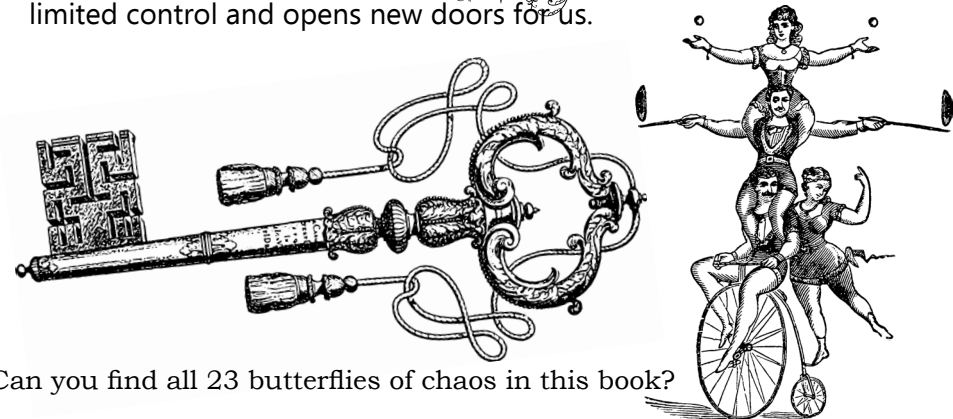 limited control and opens new doors for us.
Can you find all 23 butterflies of chaos in this book?